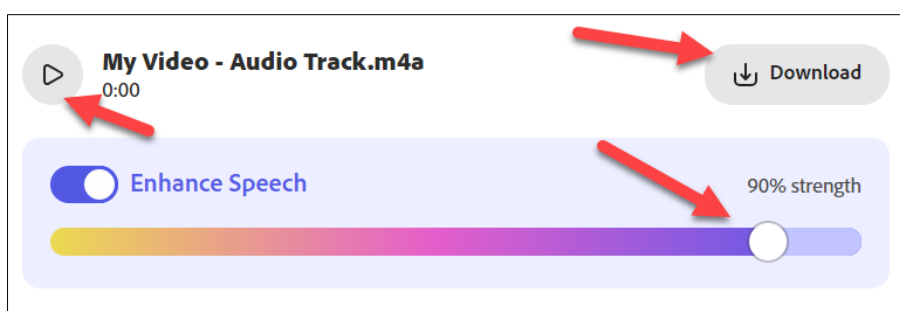 My Video - Audio Track.m4a
0:00
Download
Enhance Speech
90% strength